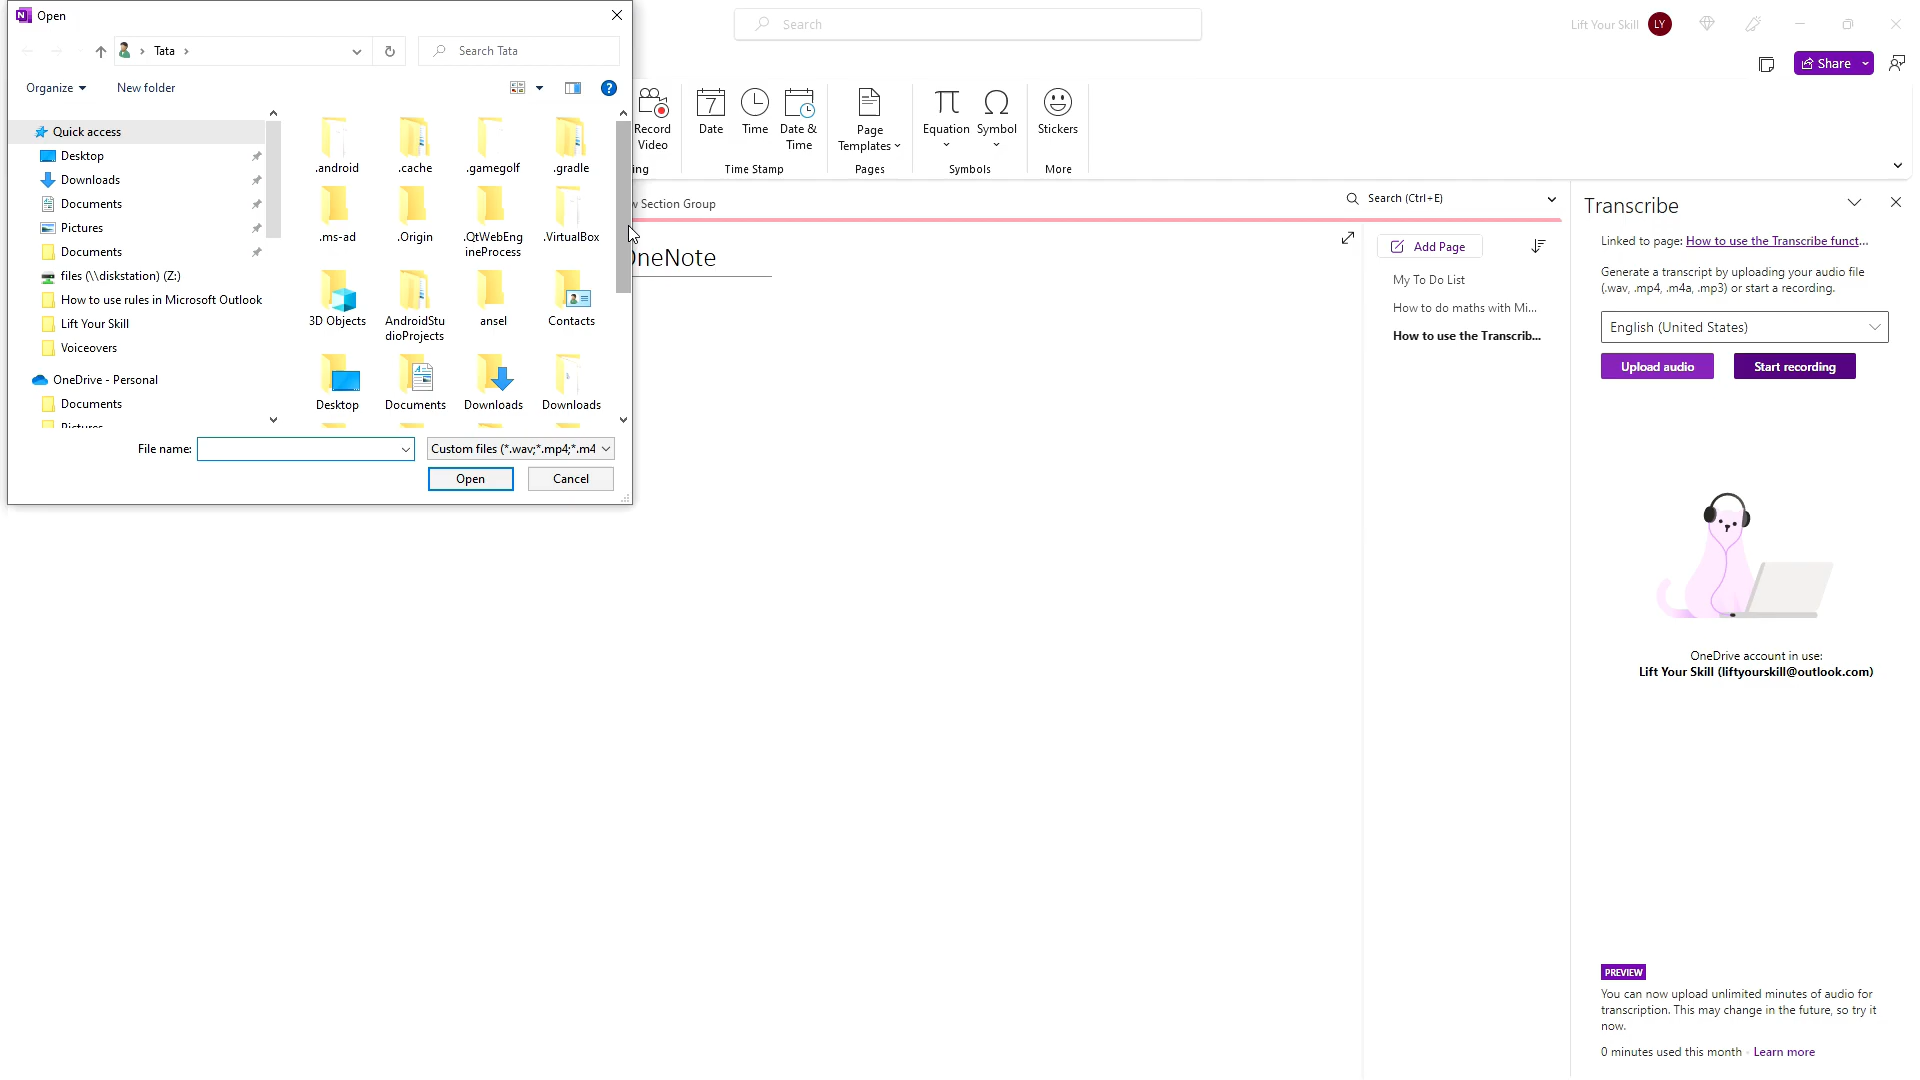 Open
Tata
Search Tata
Organize
New folder
Quick access
Desktop
Downloads
Documents
Pictures
Documents
files (\\diskstation) (Z:)
How to use rules in Microsoft Outlook
Lift Your Skill
Voiceovers
OneDrive - Personal
Documents
Pictures
.android
.cache
.gamegolf
.gradle
.ms-ad
.Origin
.QtWebEng
ineProcess
.VirtualBox
3D Objects
AndroidStu
dioProjects
ansel
Contacts
Desktop
Documents
Downloads
Downloads
File name:
Custom files (*.wav;*.mp4;*.m4
Open
Cancel
Search
Lift Your Skill
LY
Share
Record
Video
7
Date
Time
Date &
Time
Page
Templates
Equation
Symbol
Stickers
ing
Time Stamp
Pages
Symbols
More
w Section Group
Search (Ctrl+E)
OneNote
Add Page
My To Do List
How to do maths with Mi...
How to use the Transcrib...
Transcribe
Linked to page: How to use the Transcribe funct...
Generate a transcript by uploading your audio file
(.wav, .mp4, .m4a, .mp3) or start a recording.
English (United States)
Upload audio
Start recording
OneDrive account in use:
Lift Your Skill (liftyourskill@outlook.com)
PREVIEW
You can now upload unlimited minutes of audio for
transcription. This may change in the future, so try it
now.
0 minutes used this month · Learn more